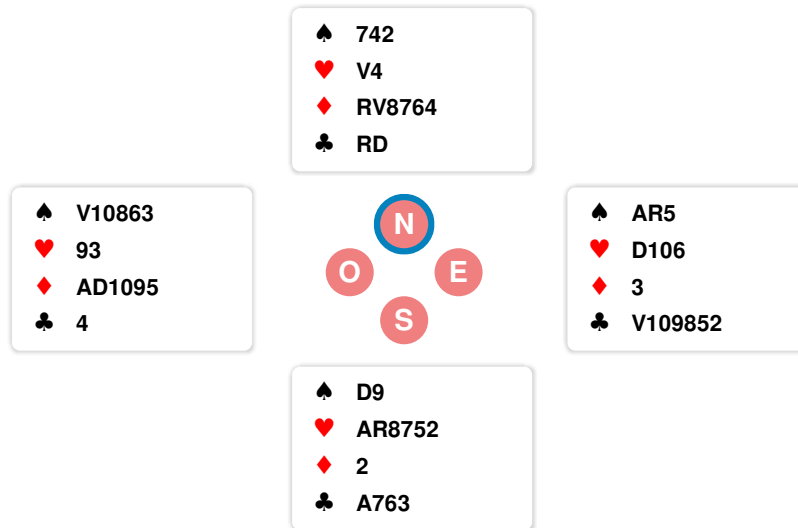 ♠ 742
♥ V4
♦ RV8764
♣ RD
♠ V10863
♥ 93
♦ AD1095
♣ 4
N
O
E
S
♠ AR5
♥ D106
♦ 3
♣ V109852
♠ D9
♥ AR8752
♦ 2
♣ A763